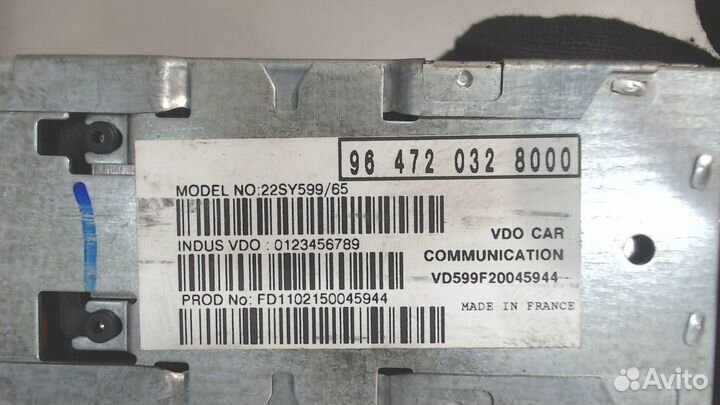 96 472 032 8000
MODEL NO:22SY599/65
INDUS VDO : 0123456789
VDO CAR
COMMUNICATION
VD599F20045944
PROD No: FD1102150045944
MADE IN FRANCE
Avito